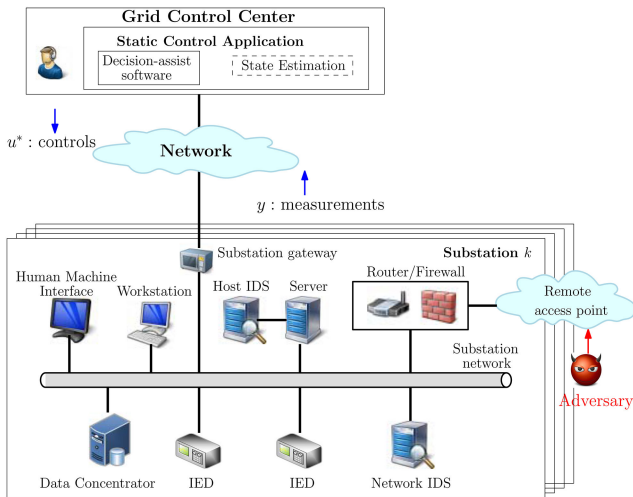 Grid Control Center
Static Control Application
Decision-assist
software
State Estimation
u* : controls
Network
y : measurements
Substation gateway
Substation k
Human Machine
Interface
Workstation
Host IDS
Server
Router/Firewall
Remote
access point
Substation
network
Adversary
Data Concentrator
IED
IED
Network IDS